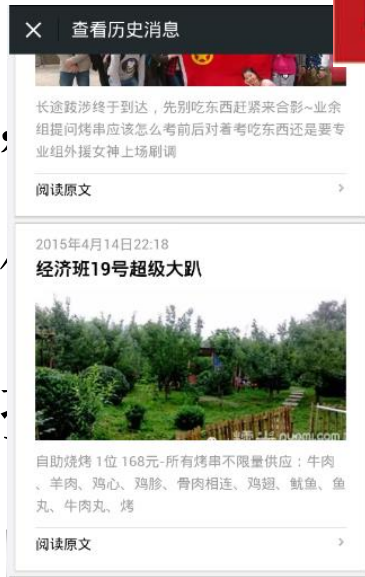 查看历史消息
长途跋涉终于到达，先别吃东西赶紧来合影~业余
组提问烤串应该怎么考前后对着考吃东西还是要专
业组外援女神上场刷调
阅读原文
2015年4月14日22:18
经济班19号超级大趴
nuomi.com
自助烧烤 1位 168元-所有烤串不限量供应：牛肉
、羊肉、鸡心、鸡胗、骨肉相连、鸡翅、鱿鱼、鱼
丸、牛肉丸、烤
阅读原文